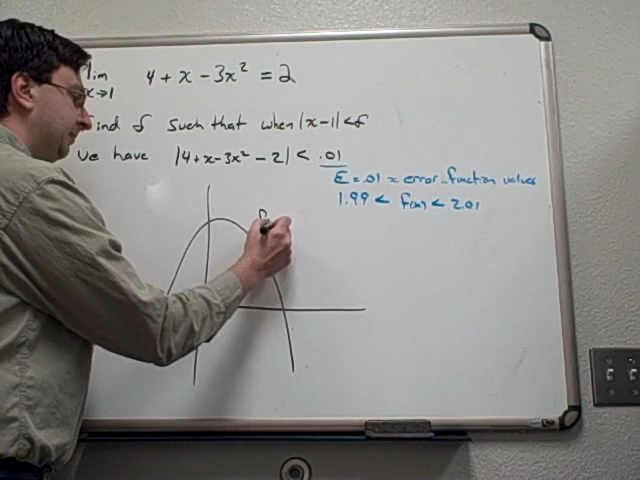 lim x→1 4 + x - 3x² = 2
Find δ such that when |x-1| < δ
we have |4+x-3x² - 2| < .01
ε = .01 = error function values
1.99 < f(x) < 2.01